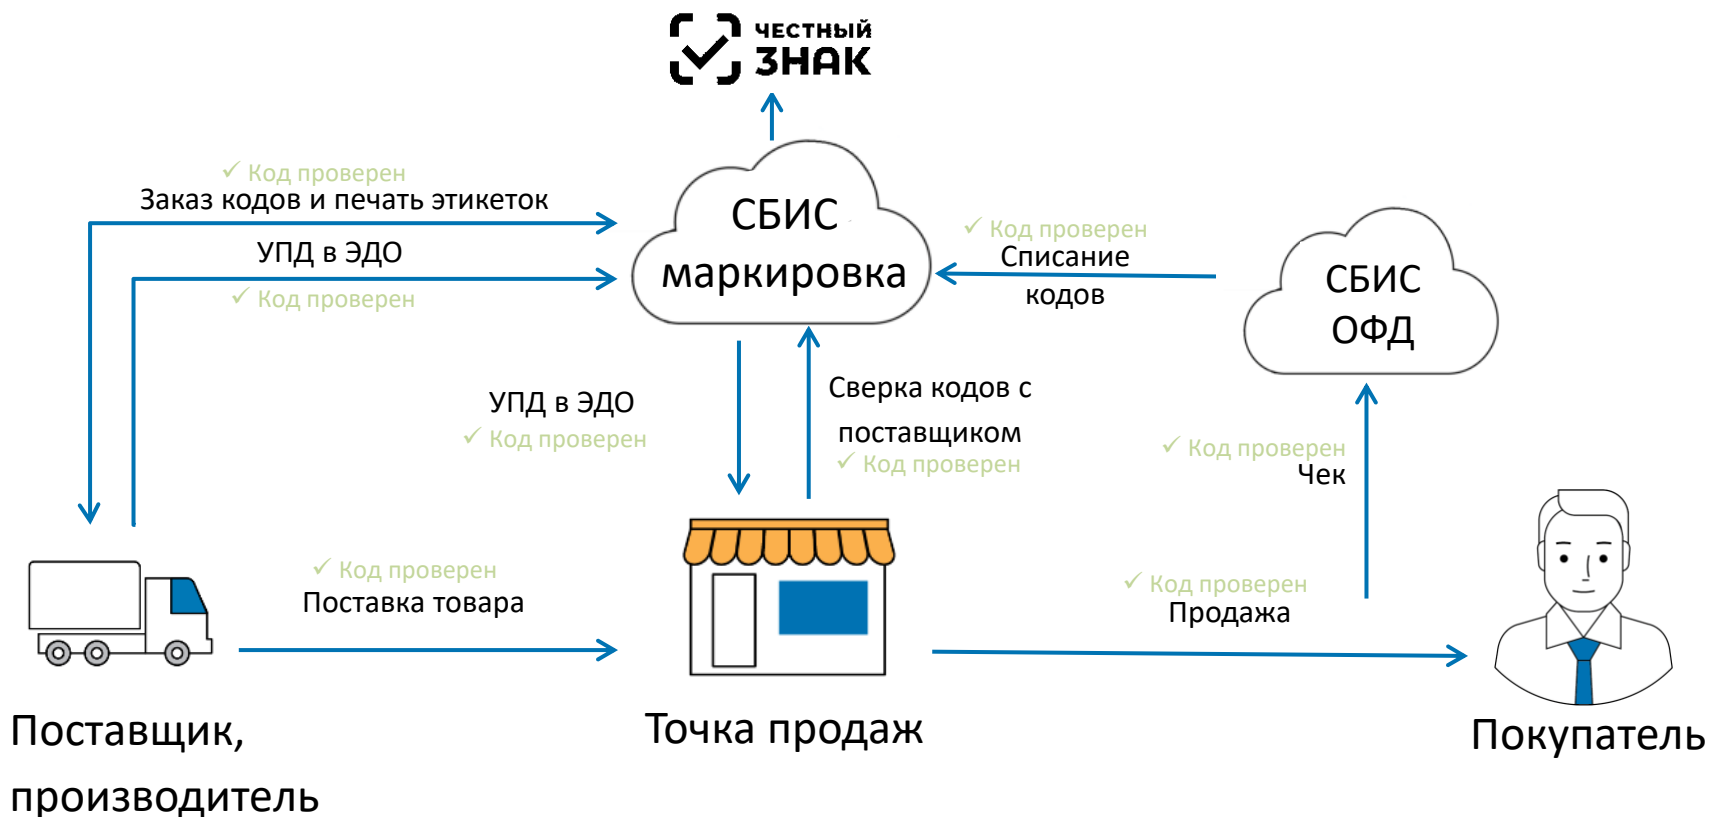 ЧЕСТНЫЙ
ЗНАК
✓ Код проверен
Заказ кодов и печать этикеток
УПД в ЭДО
✓ Код проверен
СБИС
маркировка
✓ Код проверен
Списание
кодов
СБИС
ОФД
УПД в ЭДО
✓ Код проверен
Сверка кодов с
поставщиком
✓ Код проверен
✓ Код проверен
Чек
✓ Код проверен
Поставка товара
✓ Код проверен
Продажа
Поставщик,
производитель
Точка продаж
Покупатель